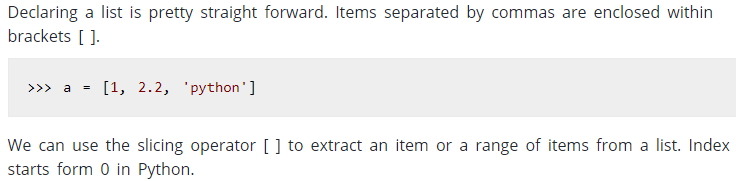 Declaring a list is pretty straight forward. Items separated by commas are enclosed within
brackets [ ].
>>> a = [1, 2.2, 'python']
We can use the slicing operator [ ] to extract an item or a range of items from a list. Index
starts form 0 in Python.